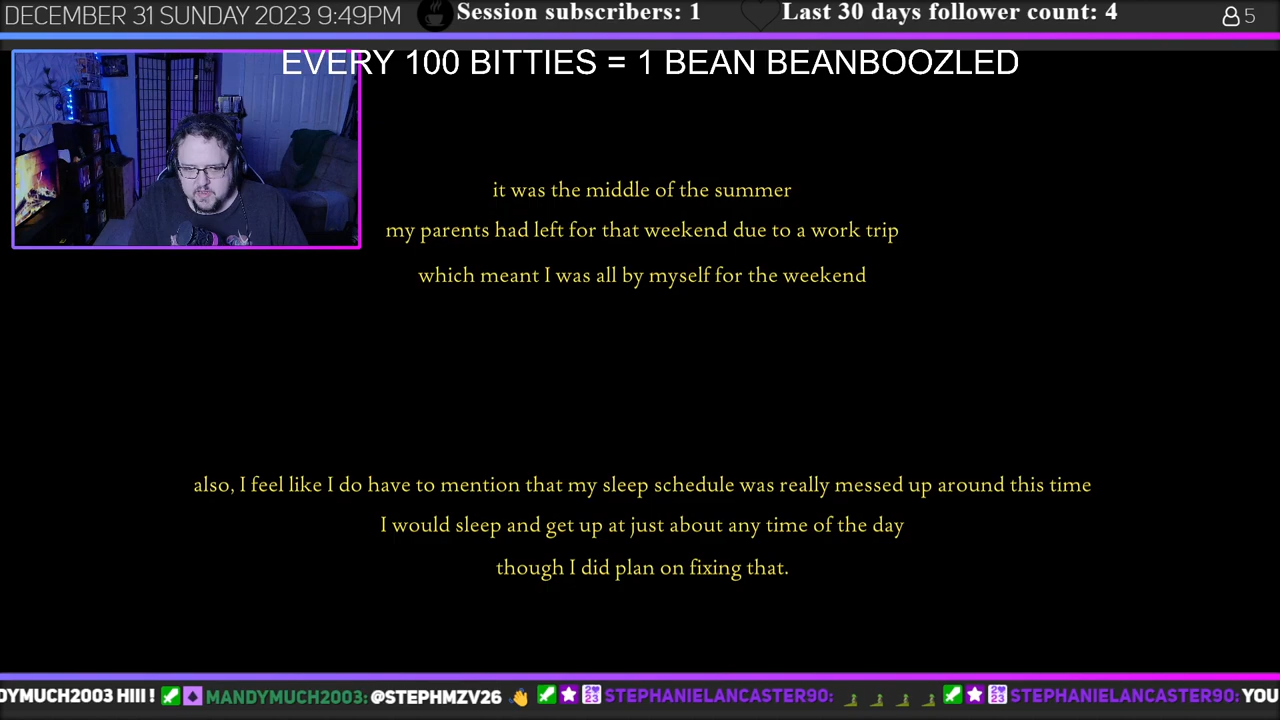 DECEMBER 31 SUNDAY 2023 9:49PM
Session subscribers: 1
Last 30 days follower count: 4
5
EVERY 100 BITTIES = 1 BEAN BEANBOOZLED
it was the middle of the summer
my parents had left for that weekend due to a work trip
which meant I was all by myself for the weekend
also, I feel like I do have to mention that my sleep schedule was really messed up around this time
I would sleep and get up at just about any time of the day
though I did plan on fixing that.
DYMUCH2003 HIII ! MANDYMUCH2003: @STEPHMZV26 STEPHANIELANCASTER90: STEPHANIELANCASTER90: YOU